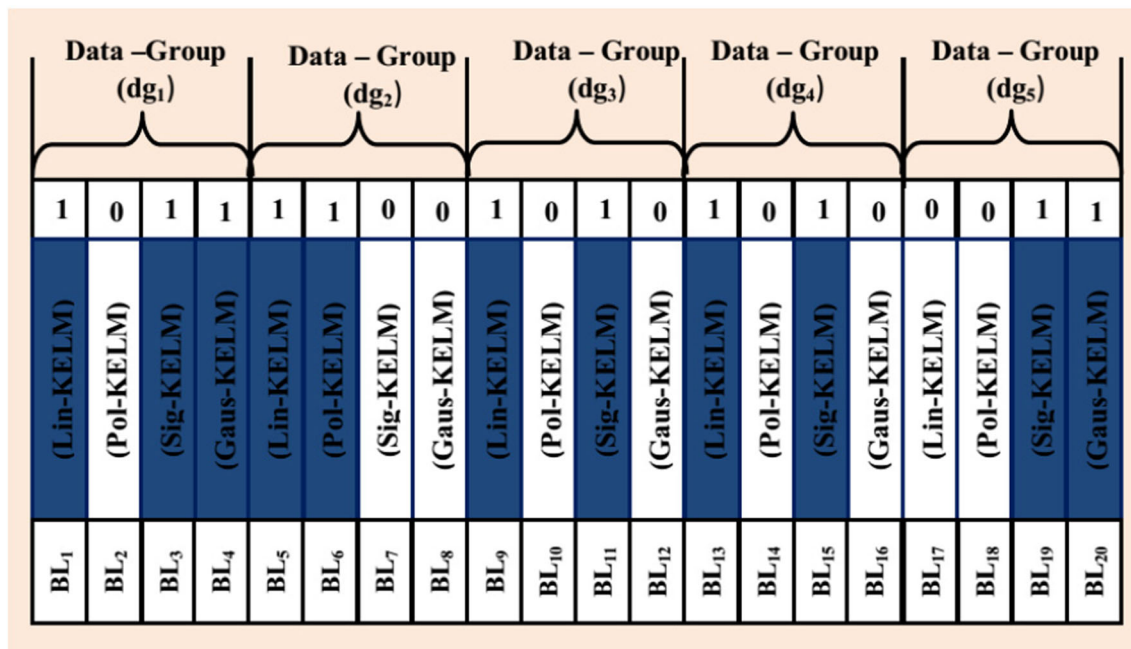 Data –Group Data – Group Data – Group Data – Group Data – Group
(dg₁) (dg₂) (dg₃) (dg₄) (dg₅)
1 0 1 1 1 1 0 0 1 0 1 0 1 0 1 0 0 0 1 1
(Lin-KELM) (Pol-KELM) (Sig-KELM) (Gaus-KELM) (Lin-KELM) (Pol-KELM) (Sig-KELM) (Gaus-KELM) (Lin-KELM) (Pol-KELM) (Sig-KELM) (Gaus-KELM) (Lin-KELM) (Pol-KELM) (Sig-KELM) (Gaus-KELM) (Lin-KELM) (Pol-KELM) (Sig-KELM) (Gaus-KELM)
BL₁ BL₂ BL₃ BL₄ BL₅ BL₆ BL₇ BL₈ BL₉ BL₁₀ BL₁₁ BL₁₂ BL₁₃ BL₁₄ BL₁₅ BL₁₆ BL₁₇ BL₁₈ BL₁₉ BL₂₀